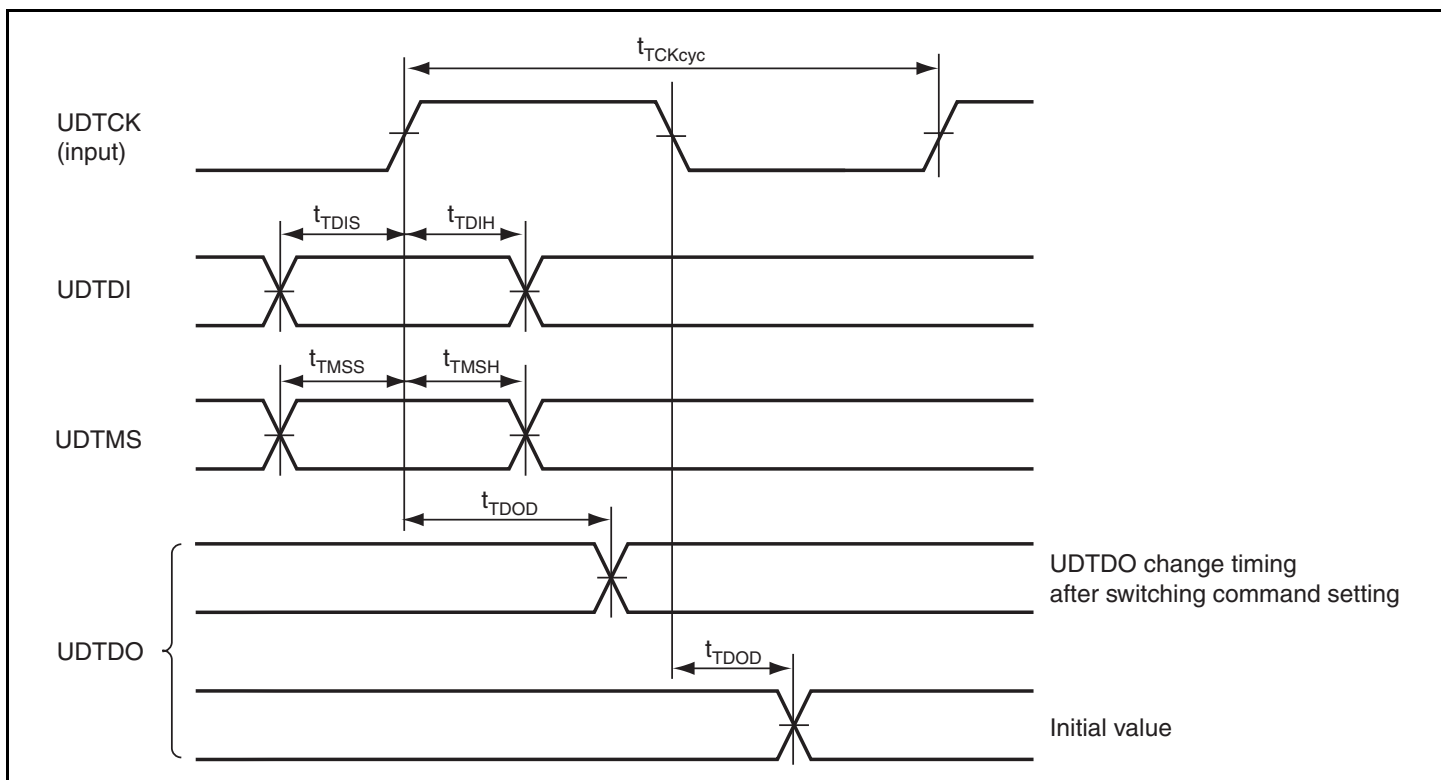 tTCKcyc
UDTCK
(input)
tTDIS
tTDIH
UDTDI
tTMSS
tTMSH
UDTMS
tTDOD
UDTDO change timing
after switching command setting
UDTDO
tTDOD
Initial value